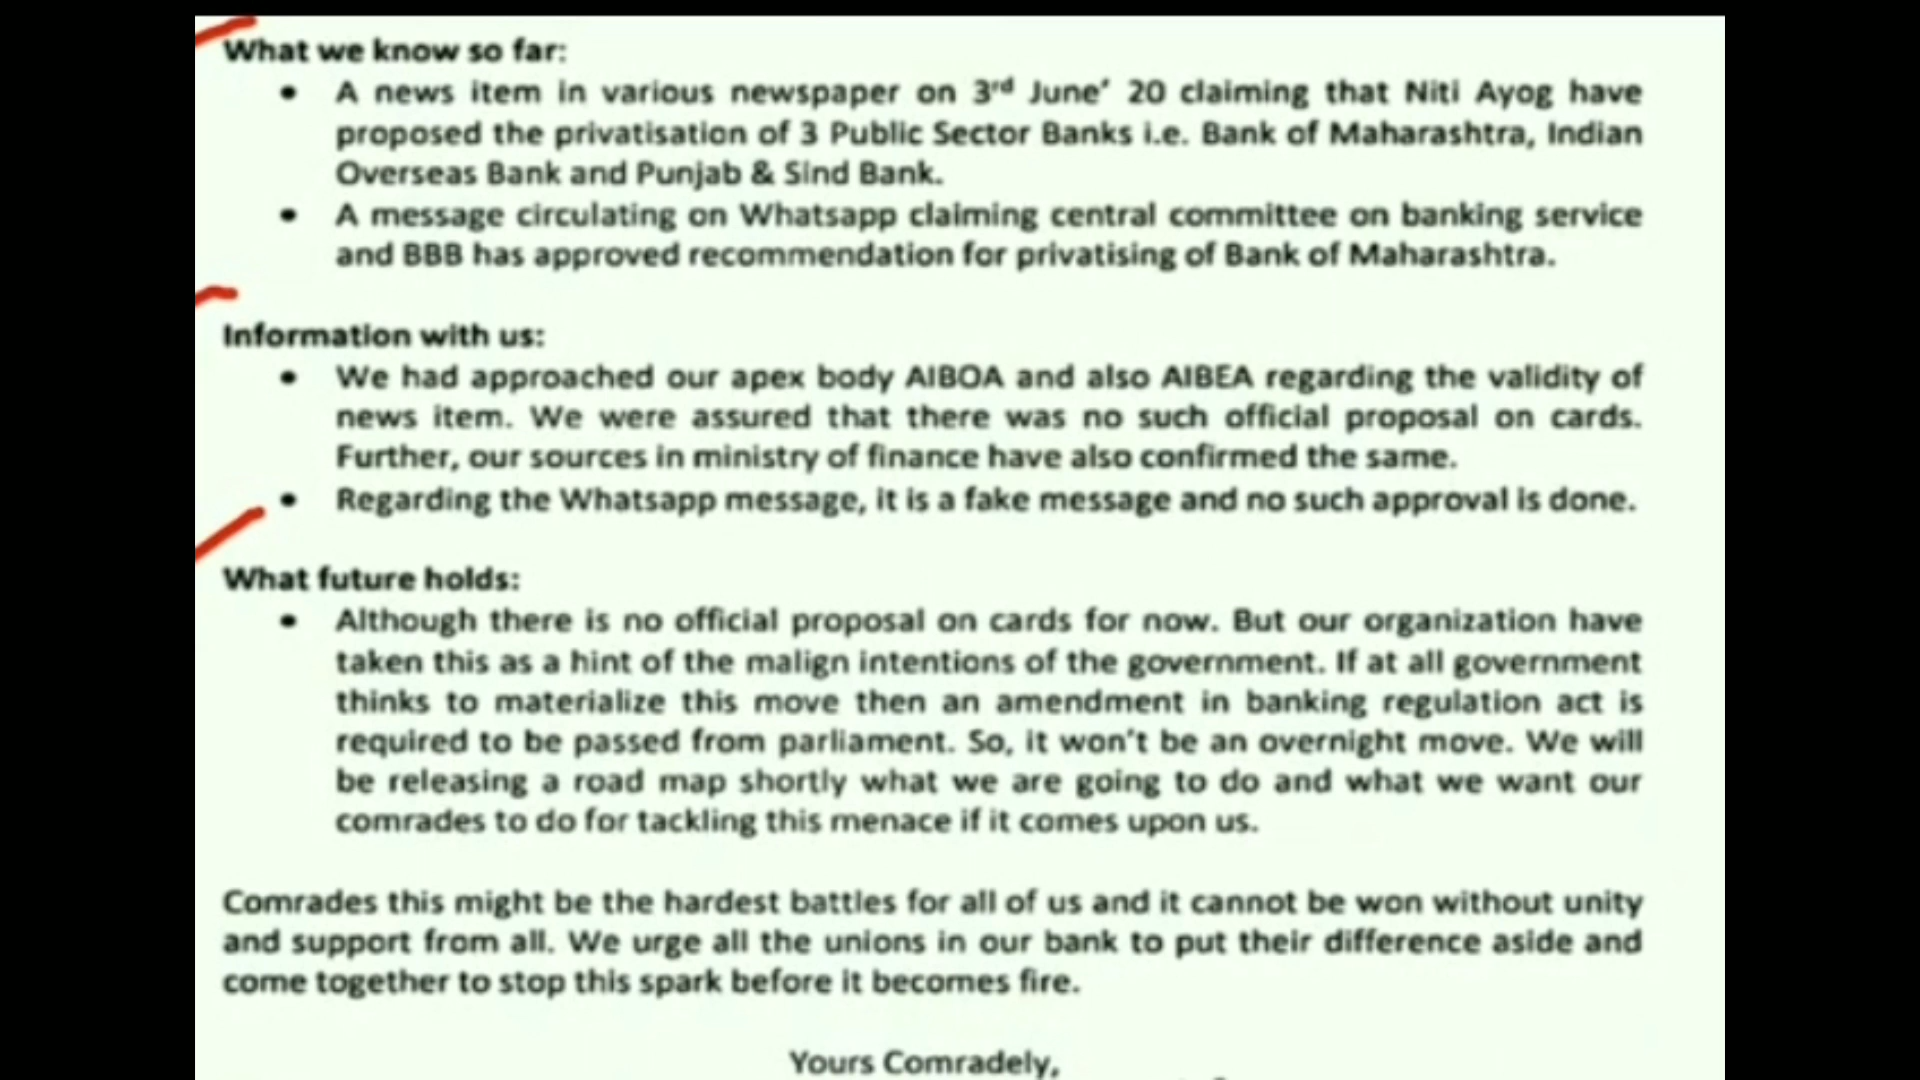 What we know so far:
• A news item in various newspaper on 3rd June' 20 claiming that Niti Ayog have
proposed the privatisation of 3 Public Sector Banks i.e. Bank of Maharashtra, Indian
Overseas Bank and Punjab & Sind Bank.
• A message circulating on Whatsapp claiming central committee on banking service
and BBB has approved recommendation for privatising of Bank of Maharashtra.
Information with us:
• We had approached our apex body AIBOA and also AIBEA regarding the validity of
news item. We were assured that there was no such official proposal on cards.
Further, our sources in ministry of finance have also confirmed the same.
• Regarding the Whatsapp message, it is a fake message and no such approval is done.
What future holds:
• Although there is no official proposal on cards for now. But our organization have
taken this as a hint of the malign intentions of the government. If at all government
thinks to materialize this move then an amendment in banking regulation act is
required to be passed from parliament. So, it won't be an overnight move. We will
be releasing a road map shortly what we are going to do and what we want our
comrades to do for tackling this menace if it comes upon us.
Comrades this might be the hardest battles for all of us and it cannot be won without unity
and support from all. We urge all the unions in our bank to put their difference aside and
come together to stop this spark before it becomes fire.
Yours Comradely,